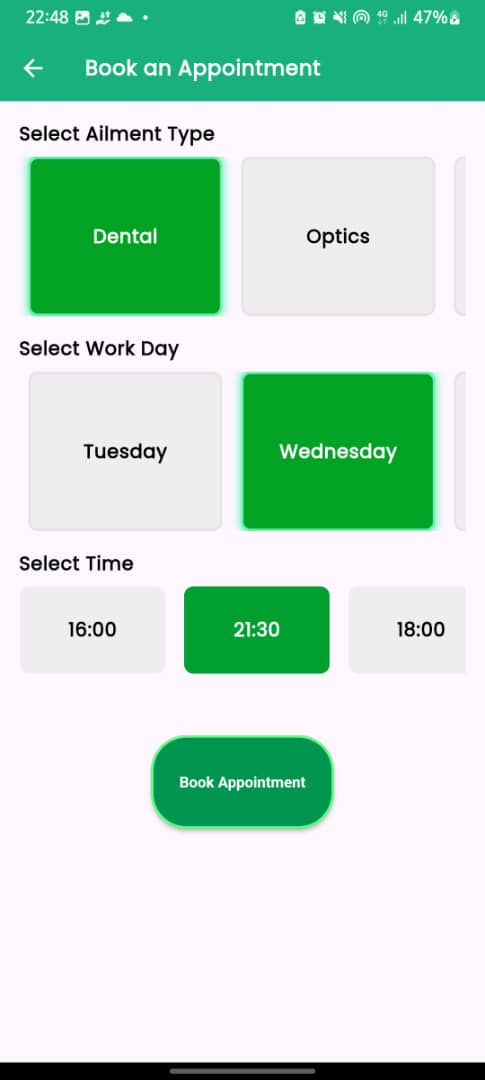 22:48 4G 47%
Book an Appointment
Select Ailment Type
Dental Optics
Select Work Day
Tuesday Wednesday
Select Time
16:00 21:30 18:00
Book Appointment